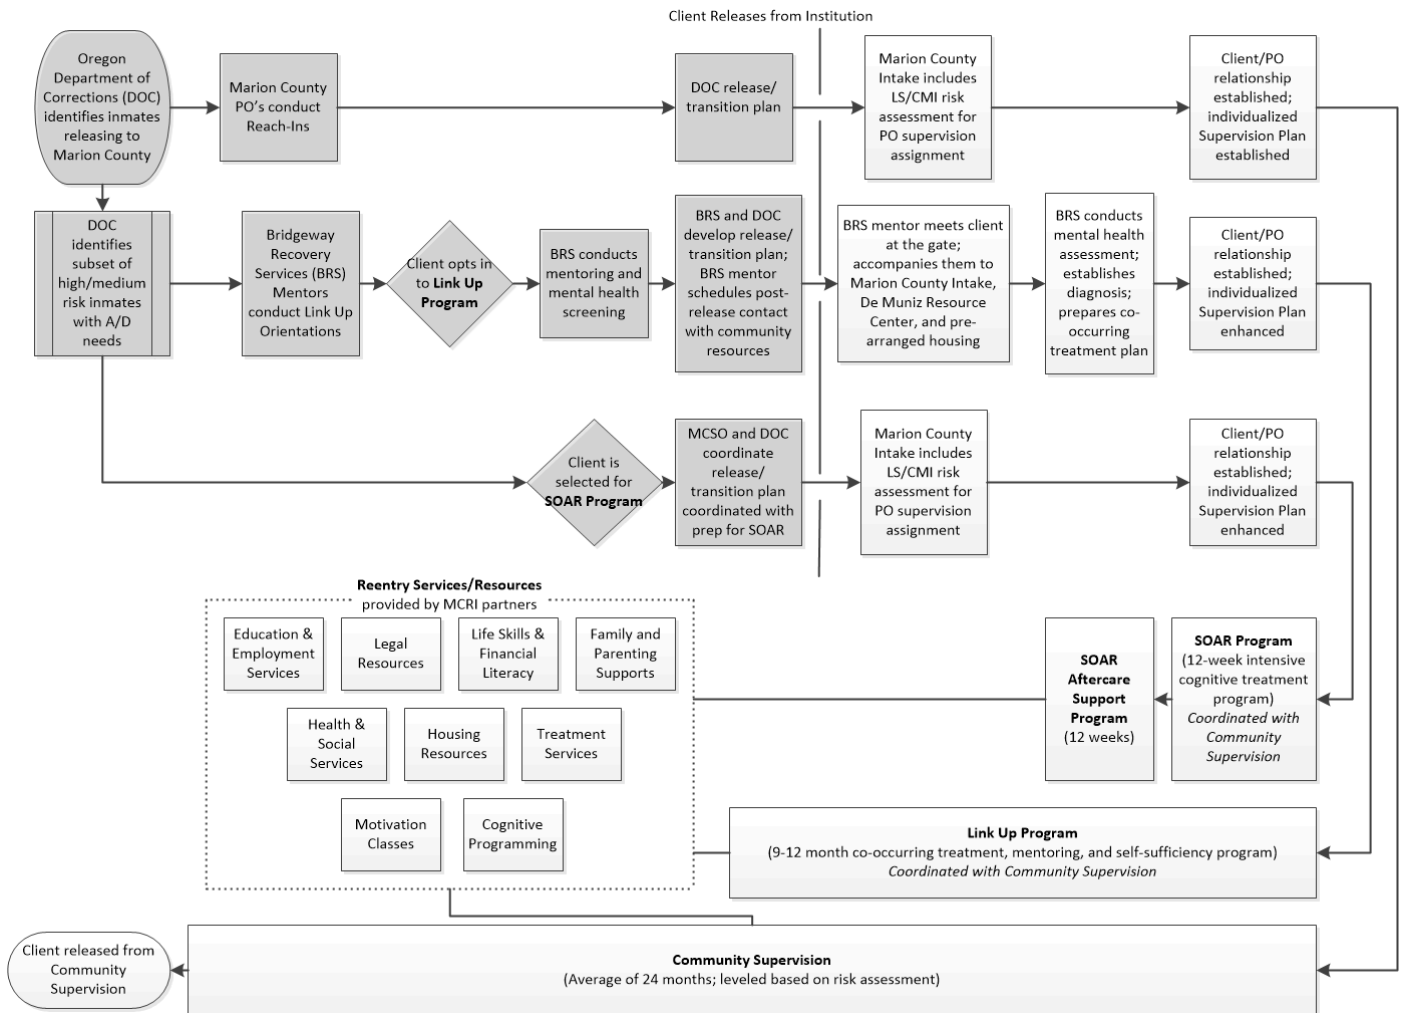 Client Releases from Institution
Oregon
Department of
Corrections (DOC)
identifies inmates
releasing to
Marion County
Marion County
PO's conduct
Reach-Ins
DOC release/
transition plan
Marion County
Intake includes
LS/CMI risk
assessment for
PO supervision
assignment
Client/PO
relationship
established;
individualized
Supervision Plan
established
DOC
identifies
subset of
high/medium
risk inmates
with A/D
needs
Bridgeway
Recovery
Services (BRS)
Mentors
conduct Link Up
Orientations
Client opts in
to Link Up
Program
BRS conducts
mentoring and
mental health
screening
BRS and DOC
develop release/
transition plan;
BRS mentor
schedules post-
release contact
with community
resources
BRS mentor meets client
at the gate;
accompanies them to
Marion County Intake,
De Muniz Resource
Center, and pre-
arranged housing
BRS conducts
mental health
assessment;
establishes
diagnosis;
prepares co-
occurring
treatment plan
Client/PO
relationship
established;
individualized
Supervision Plan
enhanced
Client is
selected for
SOAR Program
MCSO and DOC
coordinate
release/
transition plan
coordinated with
prep for SOAR
Marion County
Intake includes
LS/CMI risk
assessment for
PO supervision
assignment
Client/PO
relationship
established;
individualized
Supervision Plan
enhanced
Reentry Services/Resources
provided by MCRI partners
Education &
Employment
Services
Legal
Resources
Life Skills &
Financial
Literacy
Family and
Parenting
Supports
Health &
Social
Services
Housing
Resources
Treatment
Services
Motivation
Classes
Cognitive
Programming
SOAR
Aftercare
Support
Program
(12 weeks)
SOAR Program
(12-week intensive
cognitive treatment
program)
Coordinated with
Community
Supervision
Link Up Program
(9-12 month co-occurring treatment, mentoring, and self-sufficiency program)
Coordinated with Community Supervision
Client released from
Community
Supervision
Community Supervision
(Average of 24 months; leveled based on risk assessment)